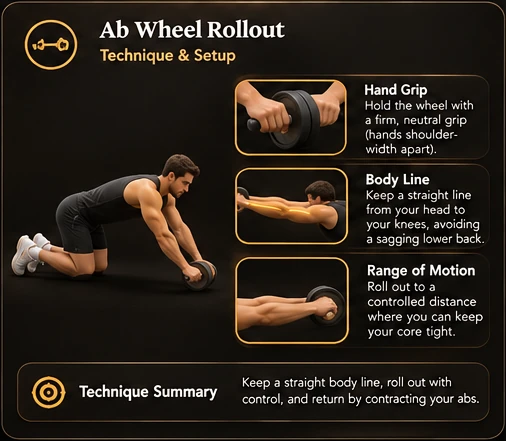 Ab Wheel Rollout
Technique & Setup
Hand Grip
Hold the wheel with
a firm, neutral grip
(hands shoulder-
width apart).
Body Line
Keep a straight line
from your head to
your knees, avoiding
a sagging lower back.
Range of Motion
Roll out to a
controlled distance
where you can keep
your core tight.
Technique Summary
Keep a straight body line, roll out with
control, and return by contracting your abs.